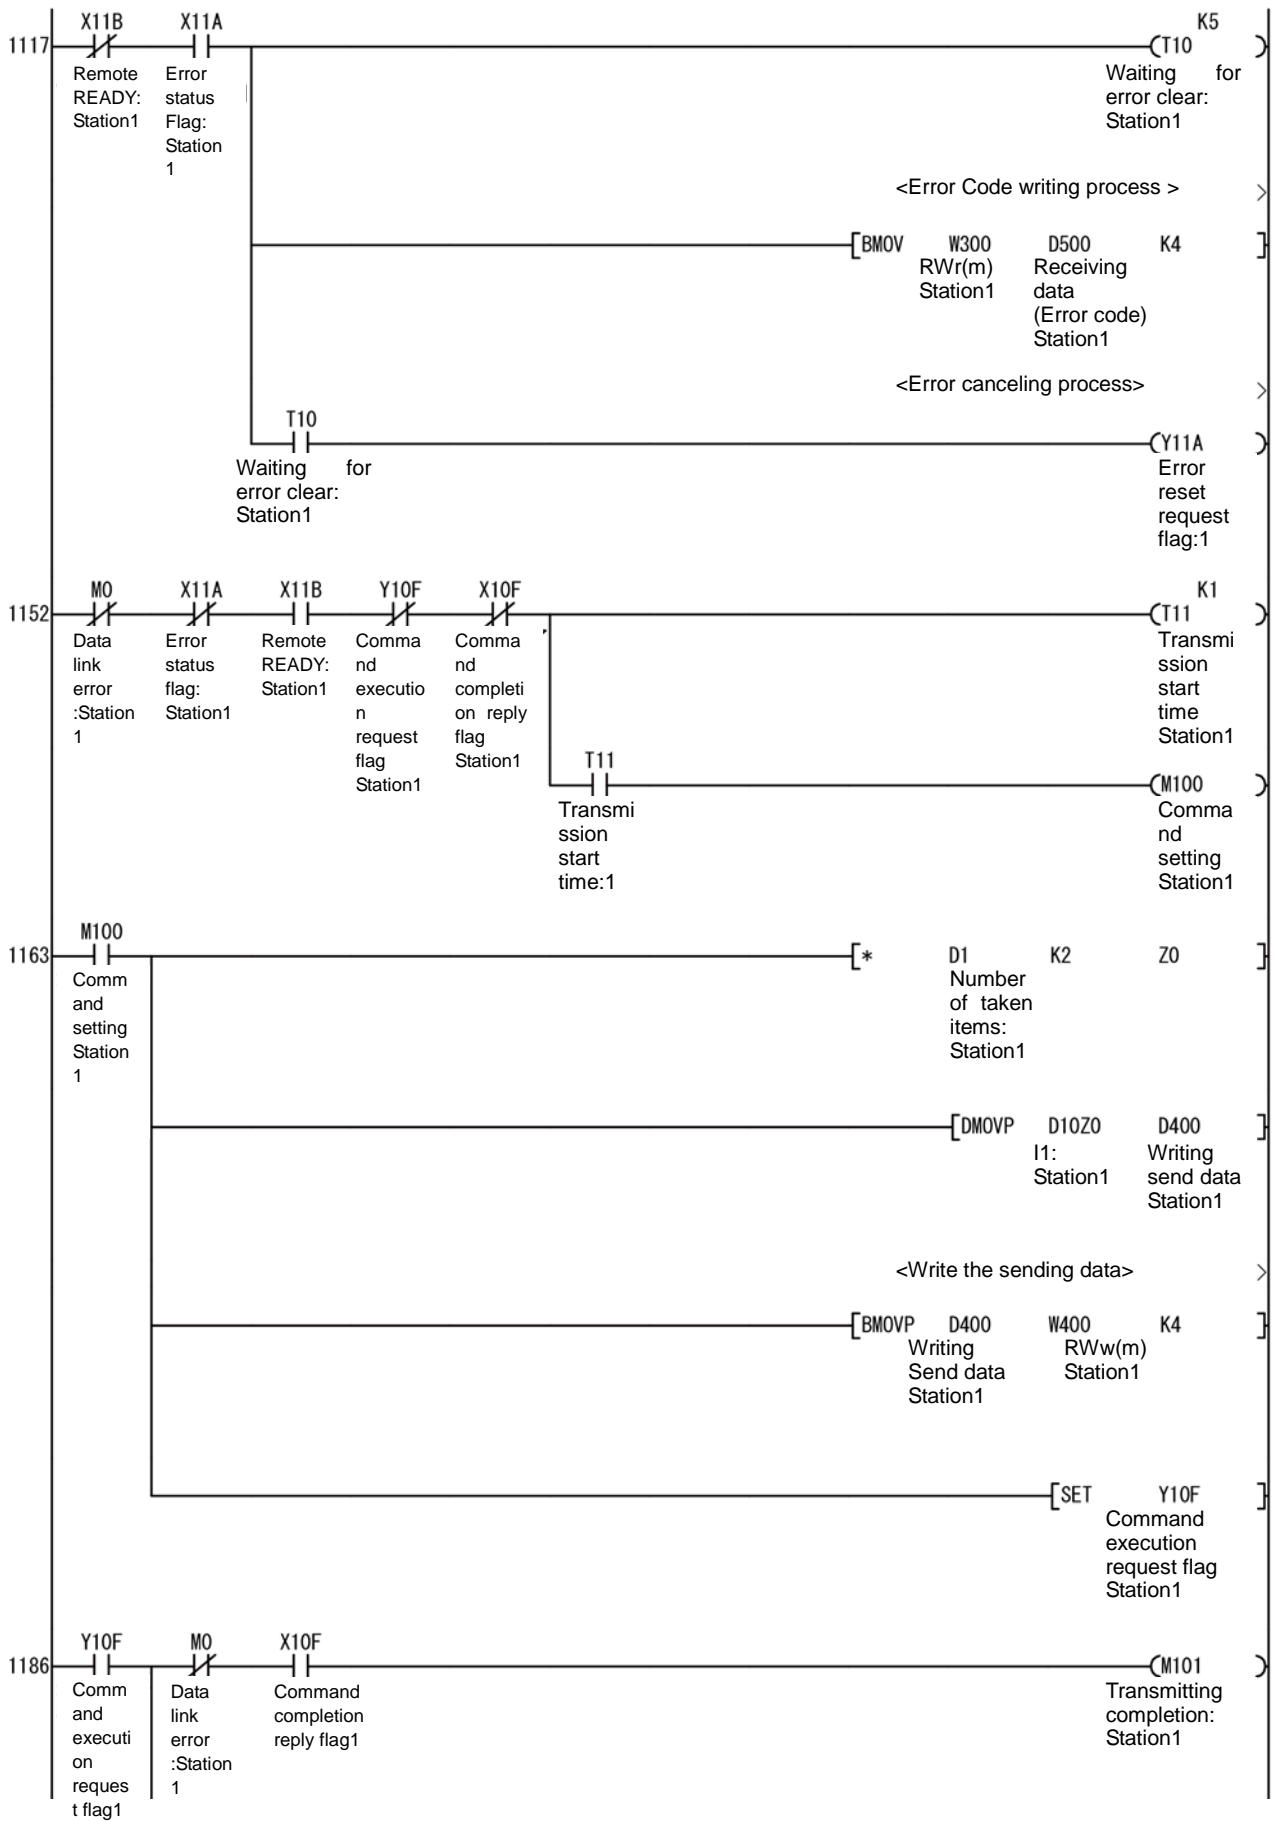 X11B X11A K5
1117 (T10 )
Remote Error Waiting for
READY: status error clear:
Station1 Flag: Station1
Station
1
<Error Code writing process > >
[BMOV W300 D500 K4 ]
RWr(m) Receiving
Station1 data
(Error code)
Station1
<Error canceling process> >
T10
(Y11A )
Waiting for Error
error clear: reset
Station1 request
flag:1
M0 X11A X11B Y10F X10F K1
1152 (T11 )
Data Error Remote Comma Comma Transmi
link status READY: nd nd ssion
error flag: Station1 executio completi start
:Station Station1 n on reply time
1 request flag Station1
flag Station1 T11
Station1 (M100 )
Transmi Comma
ssion nd
start setting
time:1 Station1
M100
1163 [* D1 K2 Z0 ]
Comm Number
and of taken
setting items:
Station Station1
1
[DMOVP D10Z0 D400 ]
I1: Writing
Station1 send data
Station1
<Write the sending data> >
[BMOVP D400 W400 K4 ]
Writing RWw(m)
Send data Station1
Station1
[SET Y10F ]
Command
execution
request flag
Station1
Y10F M0 X10F
1186 (M101 )
Comm Data Command Transmitting
and link completion completion:
executi error reply flag1 Station1
on :Station
reques 1
t flag1